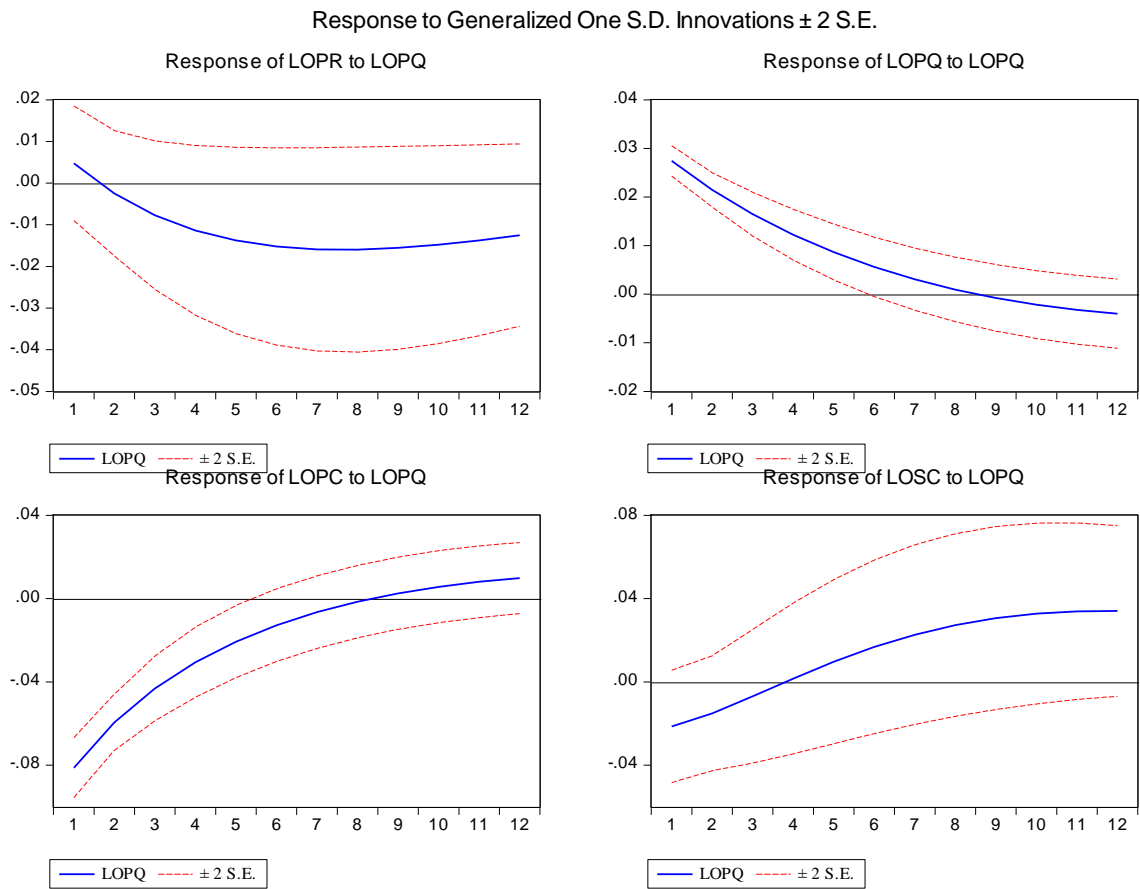 Response to Generalized One S.D. Innovations ± 2 S.E.
Response of LOPR to LOPQ
.02
.01
.00
-.01
-.02
-.03
-.04
-.05
1 2 3 4 5 6 7 8 9 10 11 12
LOPQ ± 2 S.E.
Response of LOPQ to LOPQ
.04
.03
.02
.01
.00
-.01
-.02
1 2 3 4 5 6 7 8 9 10 11 12
LOPQ ± 2 S.E.
Response of LOPC to LOPQ
.04
.00
-.04
-.08
1 2 3 4 5 6 7 8 9 10 11 12
LOPQ ± 2 S.E.
Response of LOSC to LOPQ
.08
.04
.00
-.04
1 2 3 4 5 6 7 8 9 10 11 12
LOPQ ± 2 S.E.